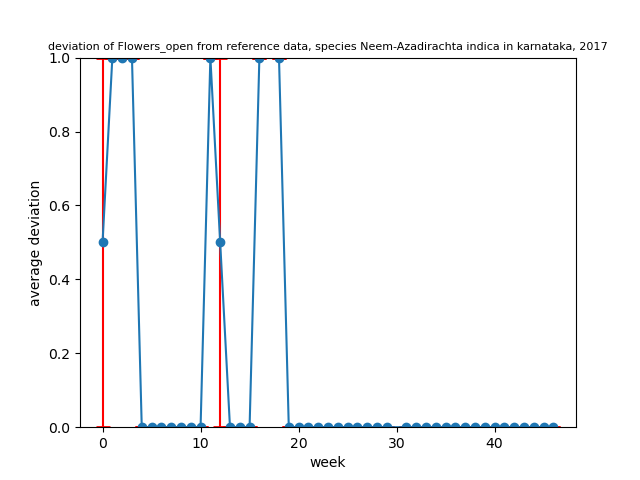 deviation of Flowers_open from reference data, species Neem-Azadirachta indica in karnataka, 2017
1.0
0.8
0.6
0.4
0.2
0.0
average deviation
0 10 20 30 40
week